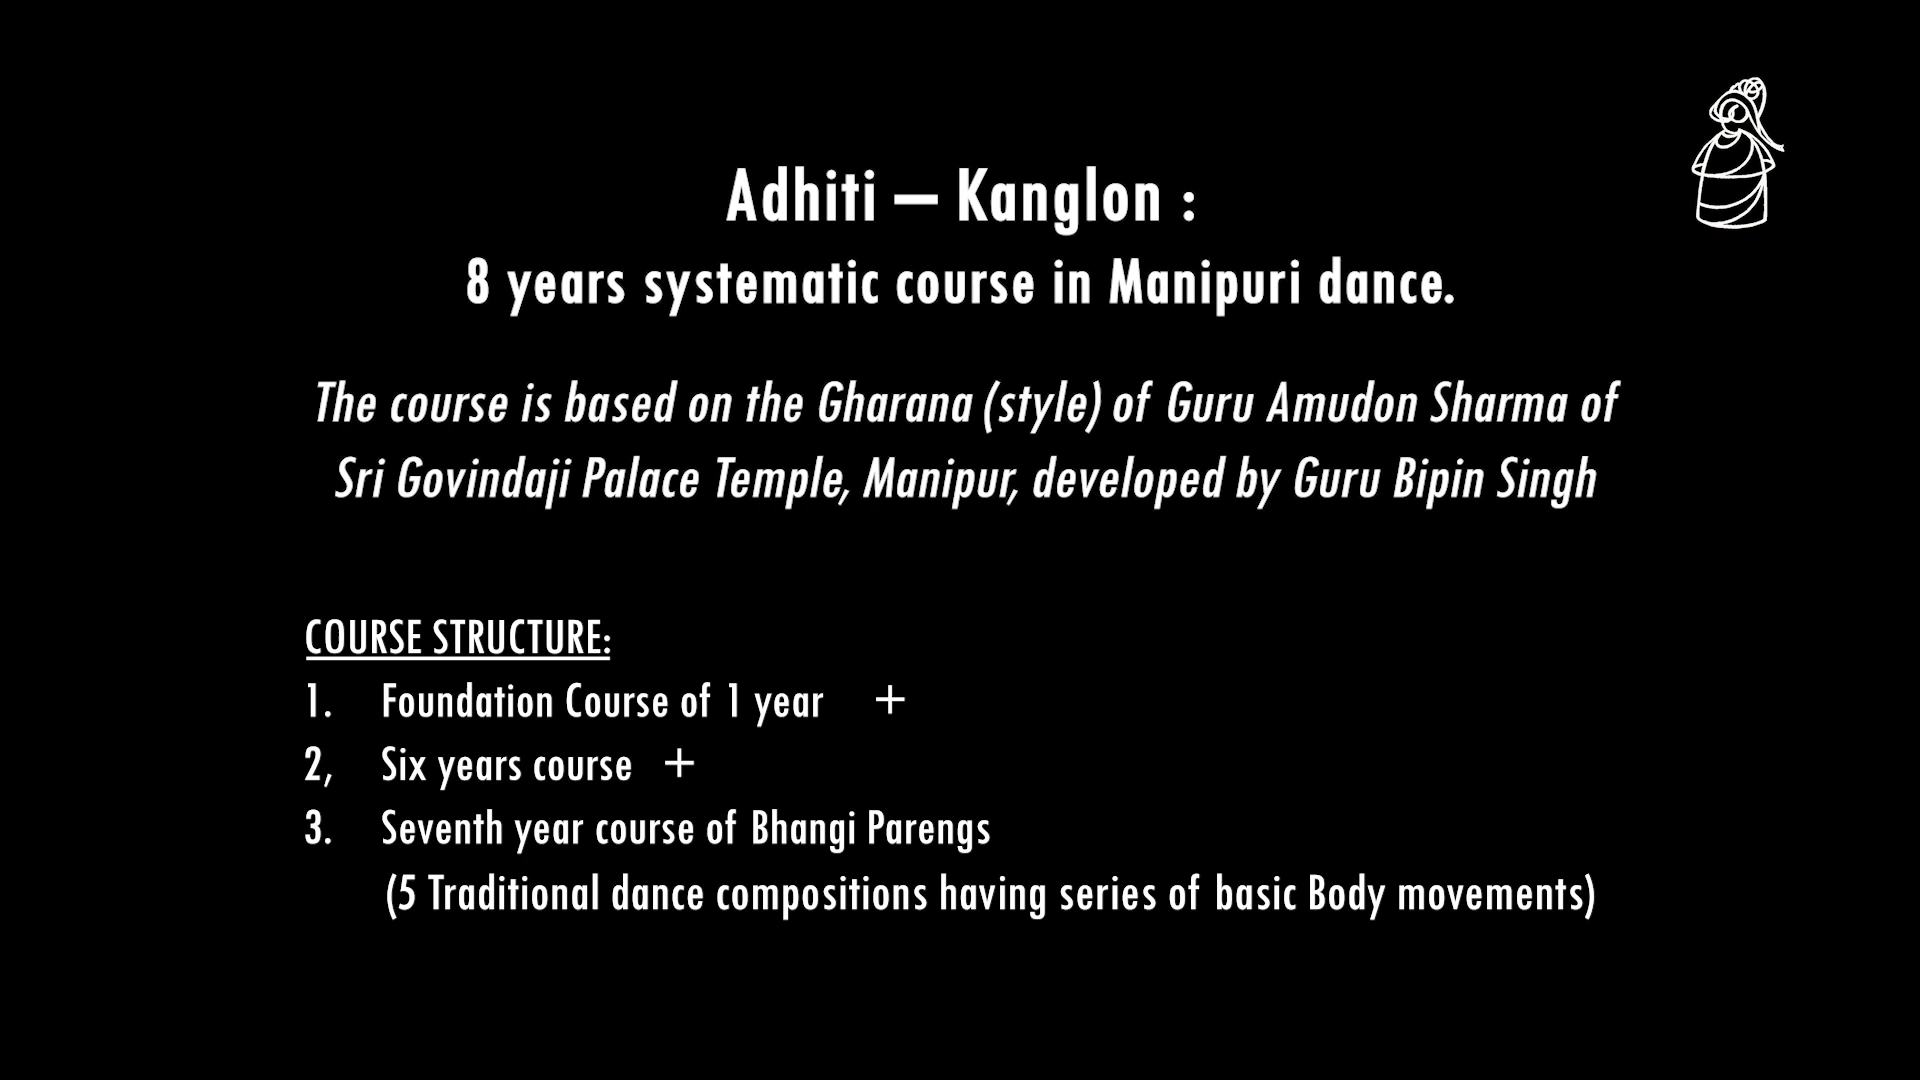 Adhiti – Kanglon :
8 years systematic course in Manipuri dance.
The course is based on the Gharana (style) of Guru Amudon Sharma of
Sri Govindaji Palace Temple, Manipur, developed by Guru Bipin Singh
COURSE STRUCTURE:
1. Foundation Course of 1 year +
2, Six years course +
3. Seventh year course of Bhangi Parengs
(5 Traditional dance compositions having series of basic Body movements)